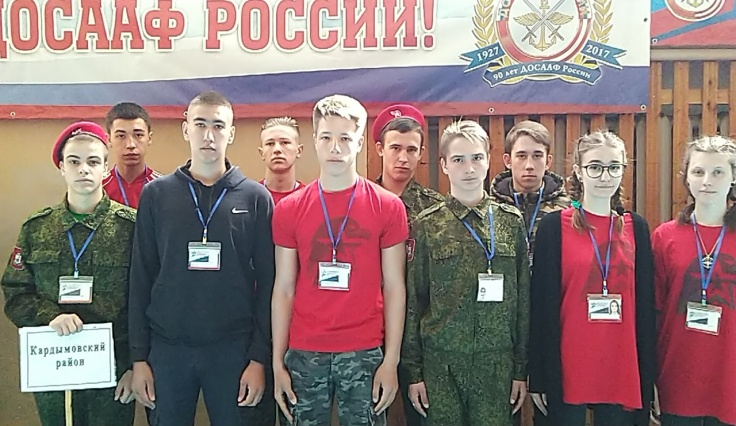 ДОСААФ РОССИИ!
1927
2017
90 лет ДОСААФ России
Кардымовский
район